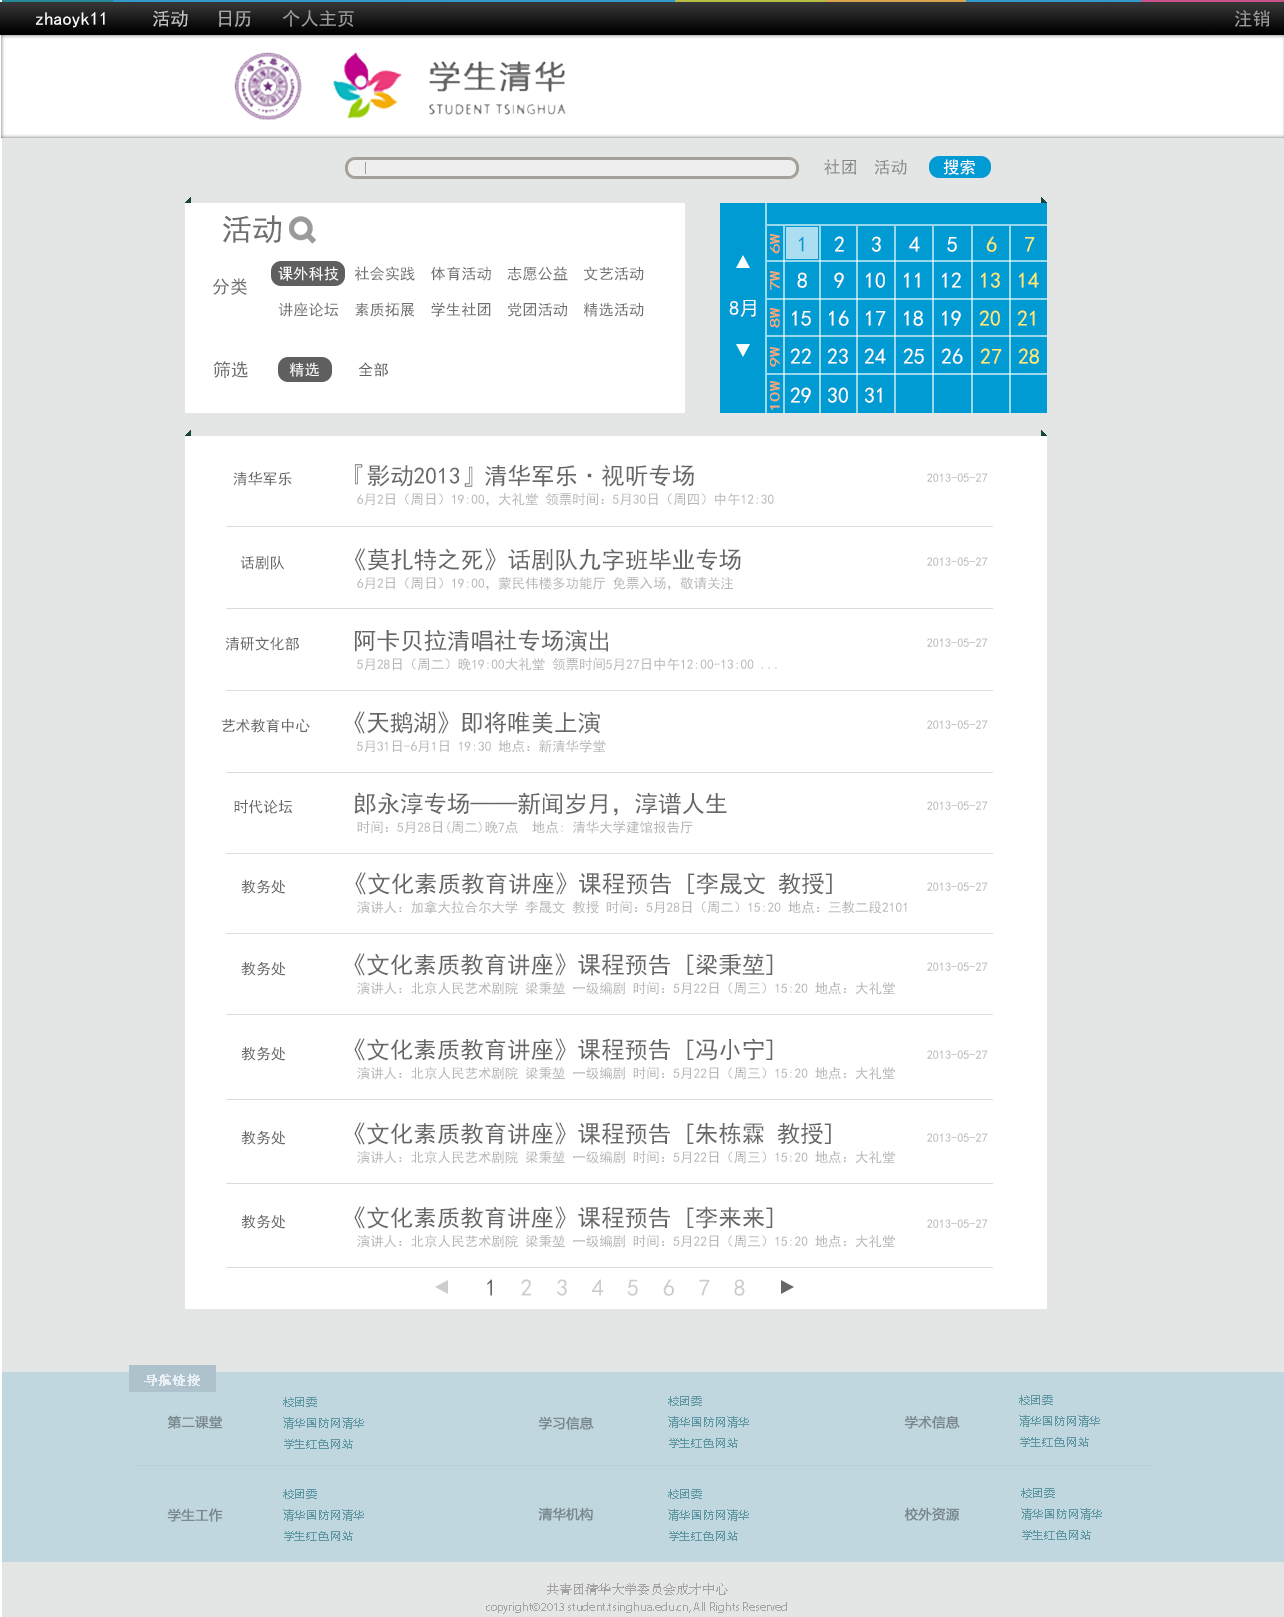 zhaoyk11 活动 日历 个人主页 注销
学生清华
STUDENT TSINGHUA
社团 活动 搜索
活动
分类 课外科技 社会实践 体育活动 志愿公益 文艺活动
讲座论坛 素质拓展 学生社团 党团活动 精选活动
筛选 精选 全部
8月
6W 1 2 3 4 5 6 7
7W 8 9 10 11 12 13 14
8W 15 16 17 18 19 20 21
9W 22 23 24 25 26 27 28
10W 29 30 31
清华军乐 『影动2013』清华军乐·视听专场 2013-05-27
6月2日（周日）19:00，大礼堂 领票时间：5月30日（周四）中午12:30
话剧队 《莫扎特之死》话剧队九字班毕业专场 2013-05-27
6月2日（周日）19:00，蒙民伟楼多功能厅 免票入场，敬请关注
清研文化部 阿卡贝拉清唱社专场演出 2013-05-27
5月28日（周二）晚19:00大礼堂 领票时间5月27日中午12:00-13:00 ...
艺术教育中心 《天鹅湖》即将唯美上演 2013-05-27
5月31日-6月1日 19:30 地点：新清华学堂
时代论坛 郎永淳专场——新闻岁月，淳谱人生 2013-05-27
时间：5月28日(周二)晚7点 地点: 清华大学建馆报告厅
教务处 《文化素质教育讲座》课程预告 [李晟文 教授] 2013-05-27
演讲人：加拿大拉合尔大学 李晟文 教授 时间：5月28日（周二）15:20 地点：三教二段2101
教务处 《文化素质教育讲座》课程预告 [梁秉堃] 2013-05-27
演讲人：北京人民艺术剧院 梁秉堃 一级编剧 时间：5月22日（周三）15:20 地点：大礼堂
教务处 《文化素质教育讲座》课程预告 [冯小宁] 2013-05-27
演讲人：北京人民艺术剧院 梁秉堃 一级编剧 时间：5月22日（周三）15:20 地点：大礼堂
教务处 《文化素质教育讲座》课程预告 [朱栋霖 教授] 2013-05-27
演讲人：北京人民艺术剧院 梁秉堃 一级编剧 时间：5月22日（周三）15:20 地点：大礼堂
教务处 《文化素质教育讲座》课程预告 [李来来] 2013-05-27
演讲人：北京人民艺术剧院 梁秉堃 一级编剧 时间：5月22日（周三）15:20 地点：大礼堂
1 2 3 4 5 6 7 8
导航链接
第二课堂
校团委
清华国防网清华
学生红色网站
学习信息
校团委
清华国防网清华
学生红色网站
学术信息
校团委
清华国防网清华
学生红色网站
学生工作
校团委
清华国防网清华
学生红色网站
清华机构
校团委
清华国防网清华
学生红色网站
校外资源
校团委
清华国防网清华
学生红色网站
共青团清华大学委员会成才中心
copyright©2013 student.tsinghua.edu.cn, All Rights Reserved